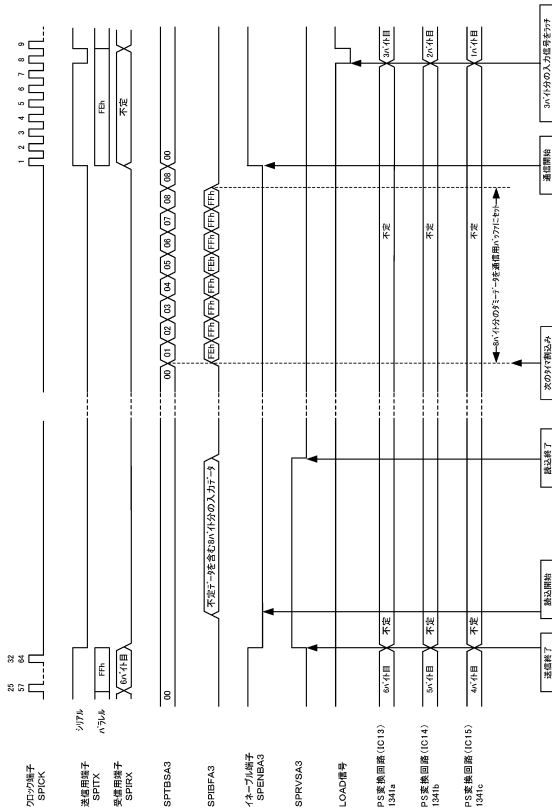 25 32 1 2 3 4 5 6 7 8 9
57 64
クロック端子
SPICK
送信用端子
SPITX
シリアル
パラレル
FFh
FEh
受信用端子
SPIRX
6バイト目
不定
SPTBSA3
00 00 01 02 03 04 05 06 07 08 08 00
SPIBFA3
不定データを含む8バイト分の入力データ
FEh FFh FFh FFh FEh FFh FFh FFh
イネーブル端子
SPENBA3
SPRVSA3
LOAD信号
PS変換回路(IC13)
1341a
6バイト目 不定 不定 3バイト目
PS変換回路(IC14)
1341b
5バイト目 不定 不定 2バイト目
PS変換回路(IC15)
1341c
4バイト目 不定 不定 1バイト目
8バイト分のダミーデータを通信用バッファにセット
送信終了
読込開始
読込終了
次のタイマ割込み
通信開始
3バイト分の入力信号をラッチ